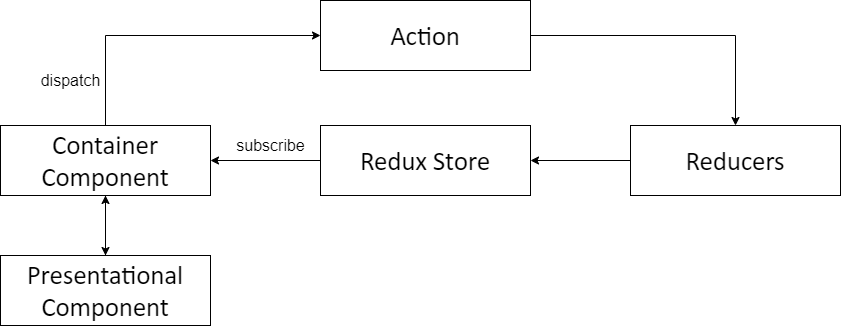 Action
dispatch
Container
Component
subscribe
Redux Store
Reducers
Presentational
Component